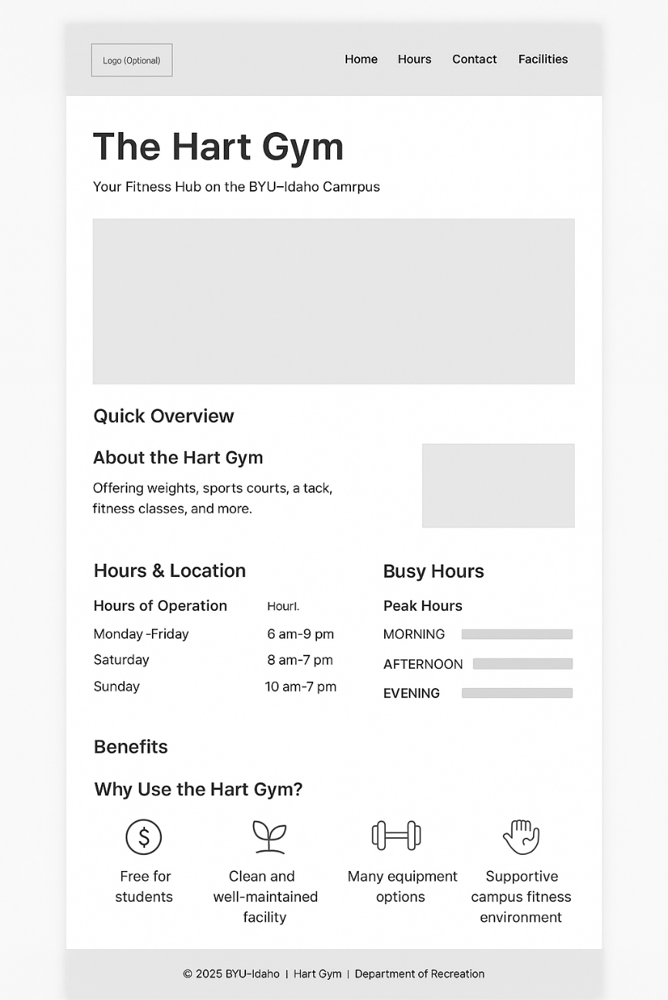 Logo (Optional)
Home Hours Contact Facilities
The Hart Gym
Your Fitness Hub on the BYU–Idaho Camrpus
Quick Overview
About the Hart Gym
Offering weights, sports courts, a tack,
fitness classes, and more.
Hours & Location
Hours of Operation Hourl.
Monday -Friday 6 am-9 pm
Saturday 8 am-7 pm
Sunday 10 am-7 pm
Busy Hours
Peak Hours
MORNING
AFTERNOON
EVENING
Benefits
Why Use the Hart Gym?
$
Free for
students
Clean and
well-maintained
facility
Many equipment
options
Supportive
campus fitness
environment
© 2025 BYU-Idaho | Hart Gym | Department of Recreation